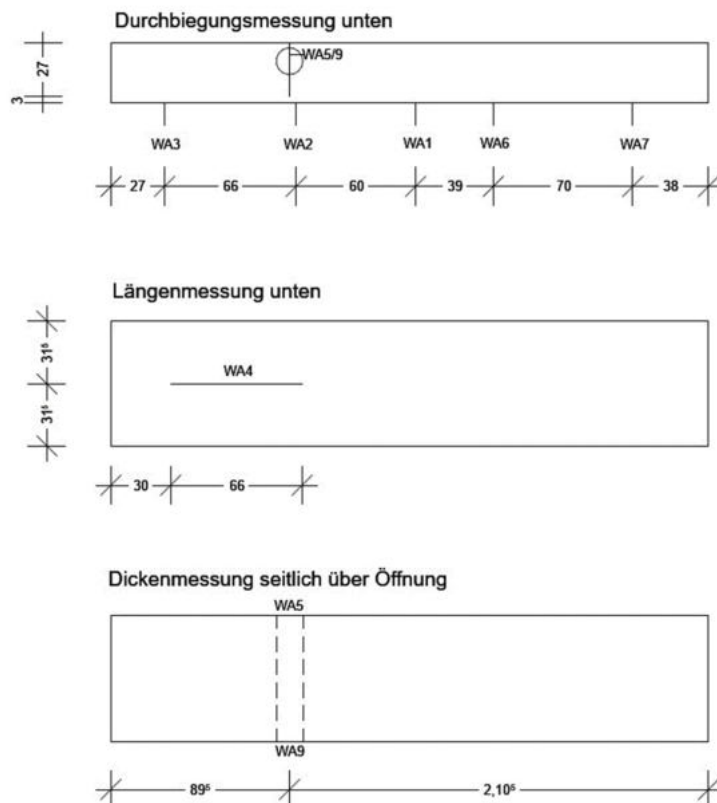 Durchbiegungsmessung unten
27
3
WA5/9
WA3 WA2 WA1 WA6 WA7
27 66 60 39 70 38
Längenmessung unten
31⁵
31⁵
WA4
30 66
Dickenmessung seitlich über Öffnung
WA5
WA9
89⁵ 2,10⁵